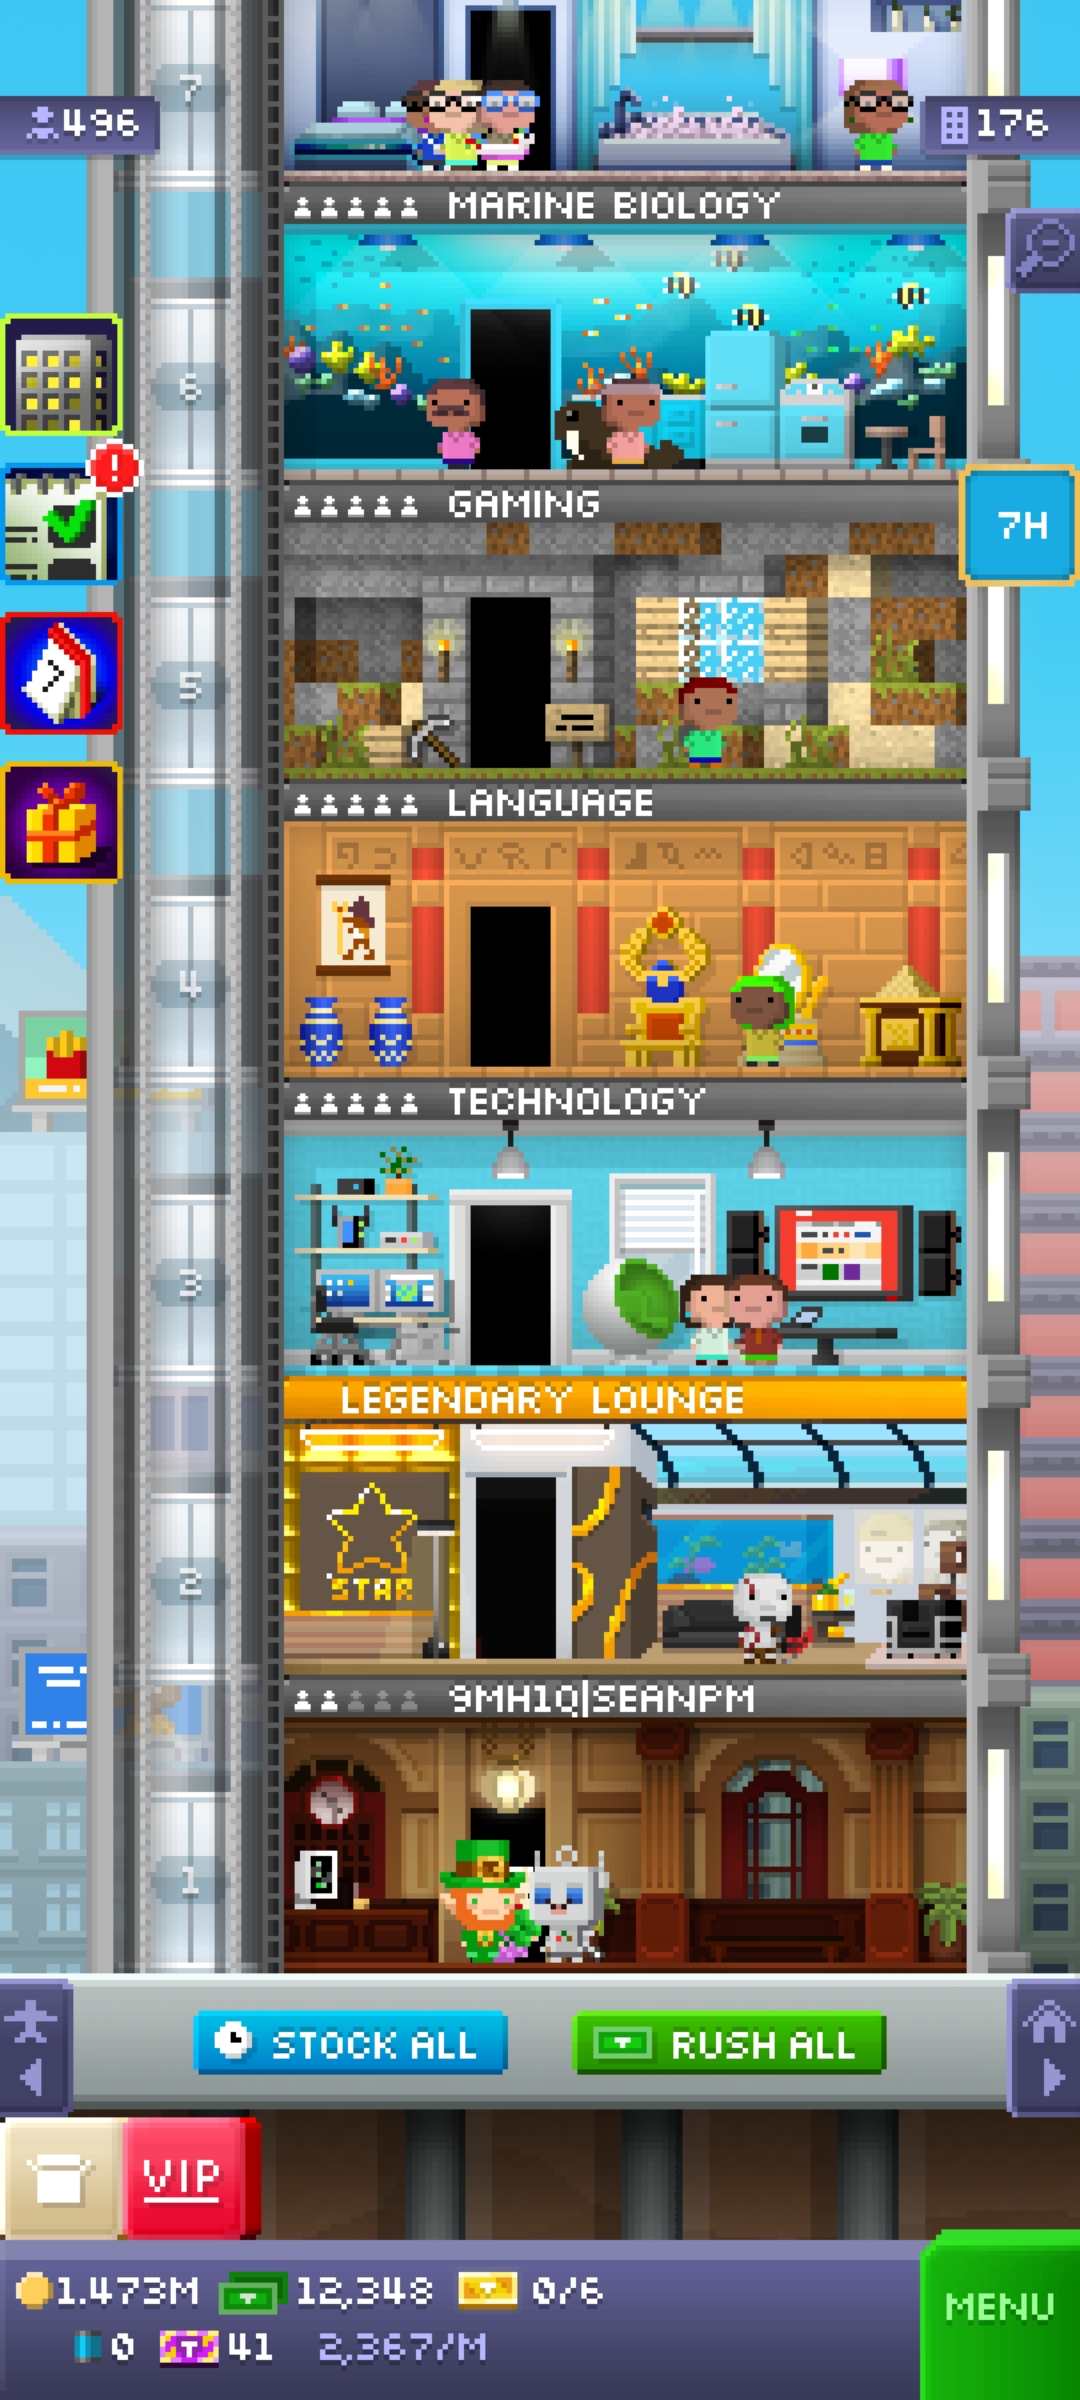 7
496
176
MARINE BIOLOGY
6
GAMING
7H
5
LANGUAGE
4
TECHNOLOGY
3
LEGENDARY LOUNGE
STAR
2
9MH1Q|SEANPM
1
STOCK ALL
RUSH ALL
VIP
1.473M 12,348 0/6
0 41 2,367/M
MENU